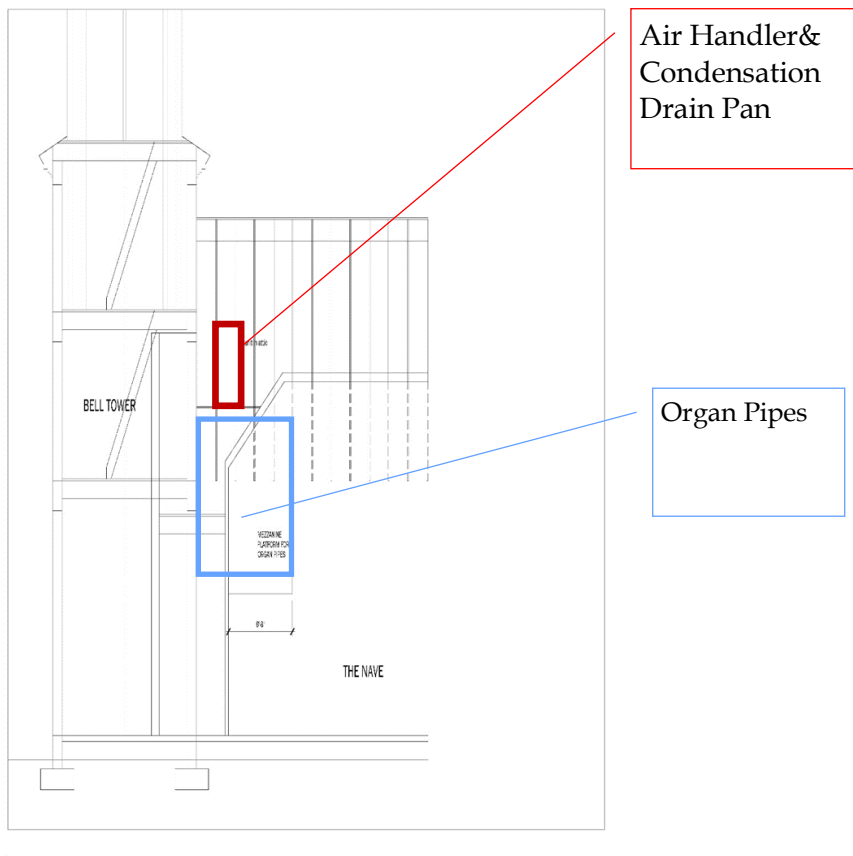 Air Handler&
Condensation
Drain Pan
BELL TOWER
Organ Pipes
MEZZANINE
PLATFORM FOR
ORGAN PIPES
THE NAVE